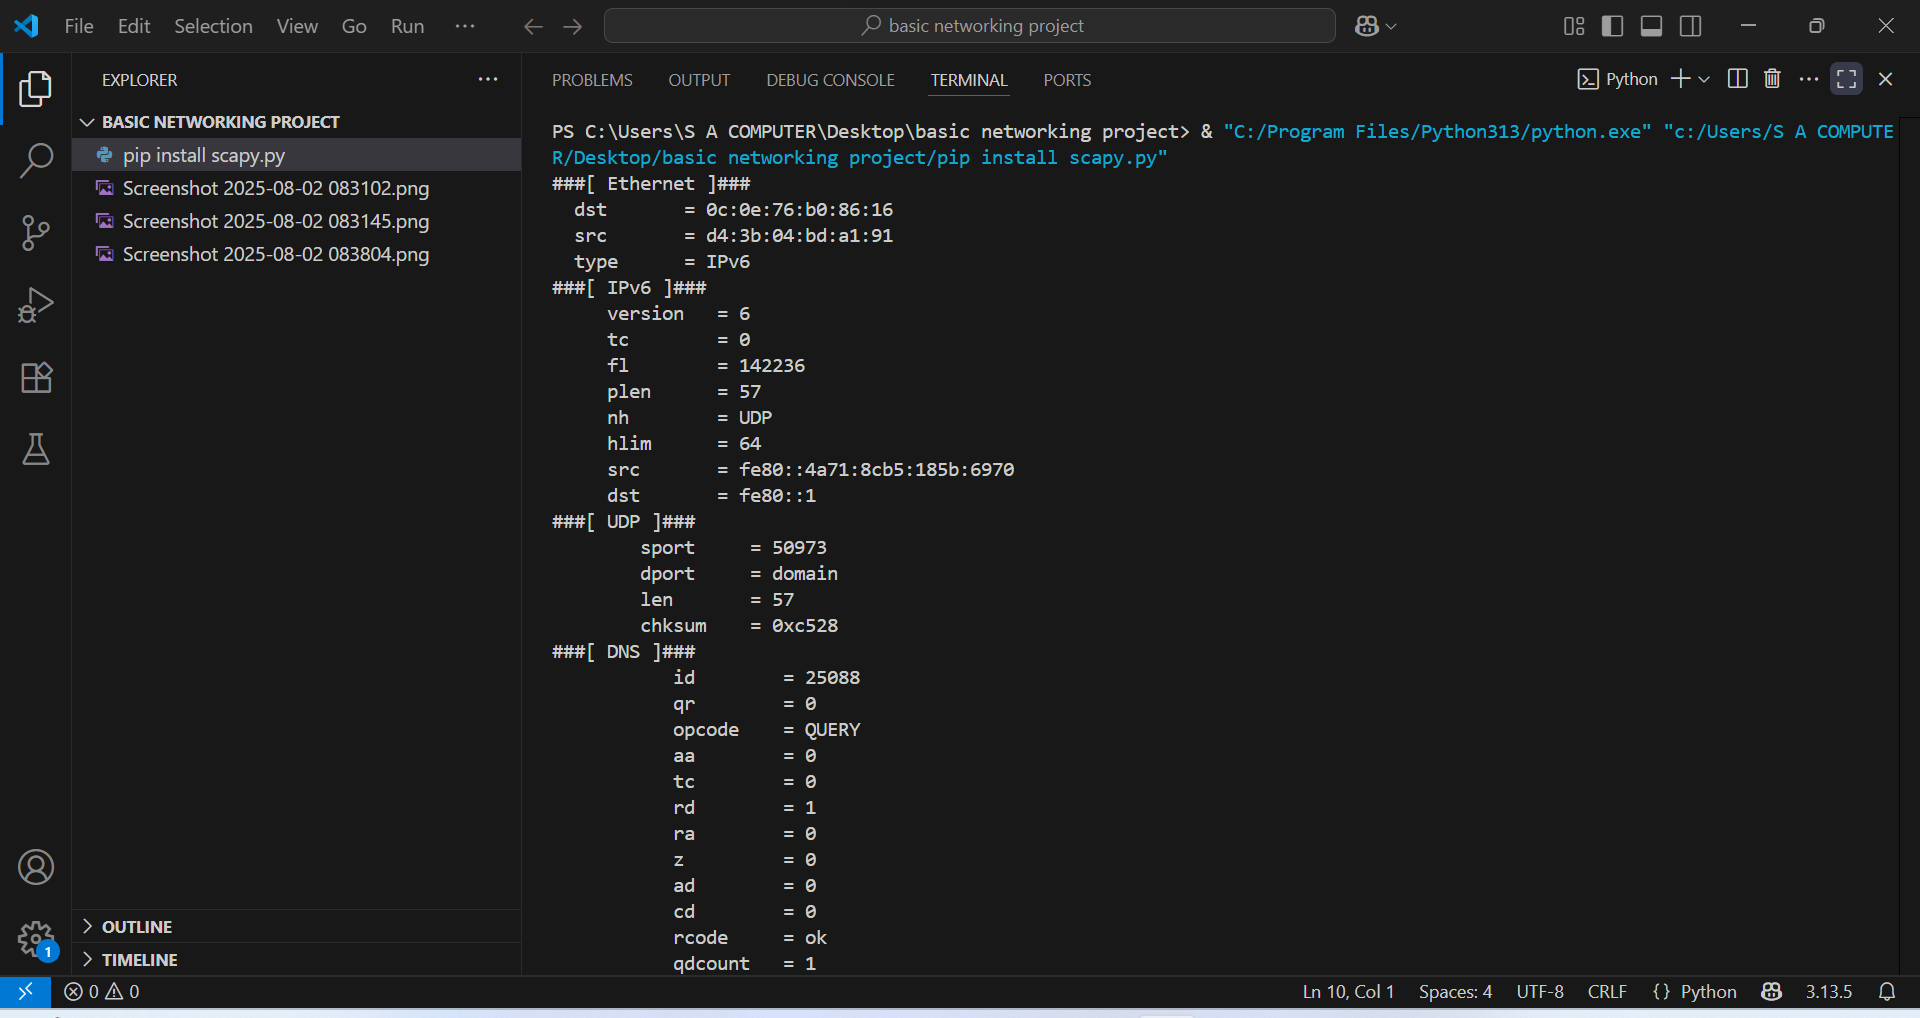 File Edit Selection View Go Run ··· basic networking project
EXPLORER ···
BASIC NETWORKING PROJECT
pip install scapy.py
Screenshot 2025-08-02 083102.png
Screenshot 2025-08-02 083145.png
Screenshot 2025-08-02 083804.png
OUTLINE
TIMELINE
1
PROBLEMS OUTPUT DEBUG CONSOLE TERMINAL PORTS Python ···
PS C:\Users\S A COMPUTER\Desktop\basic networking project> & "C:/Program Files/Python313/python.exe" "c:/Users/S A COMPUTE
R/Desktop/basic networking project/pip install scapy.py"
###[ Ethernet ]###
  dst       = 0c:0e:76:b0:86:16
  src       = d4:3b:04:bd:a1:91
  type      = IPv6
###[ IPv6 ]###
     version   = 6
     tc        = 0
     fl        = 142236
     plen      = 57
     nh        = UDP
     hlim      = 64
     src       = fe80::4a71:8cb5:185b:6970
     dst       = fe80::1
###[ UDP ]###
        sport     = 50973
        dport     = domain
        len       = 57
        chksum    = 0xc528
###[ DNS ]###
           id        = 25088
           qr        = 0
           opcode    = QUERY
           aa        = 0
           tc        = 0
           rd        = 1
           ra        = 0
           z         = 0
           ad        = 0
           cd        = 0
           rcode     = ok
           qdcount   = 1
0 0 Ln 10, Col 1 Spaces: 4 UTF-8 CRLF {} Python 3.13.5